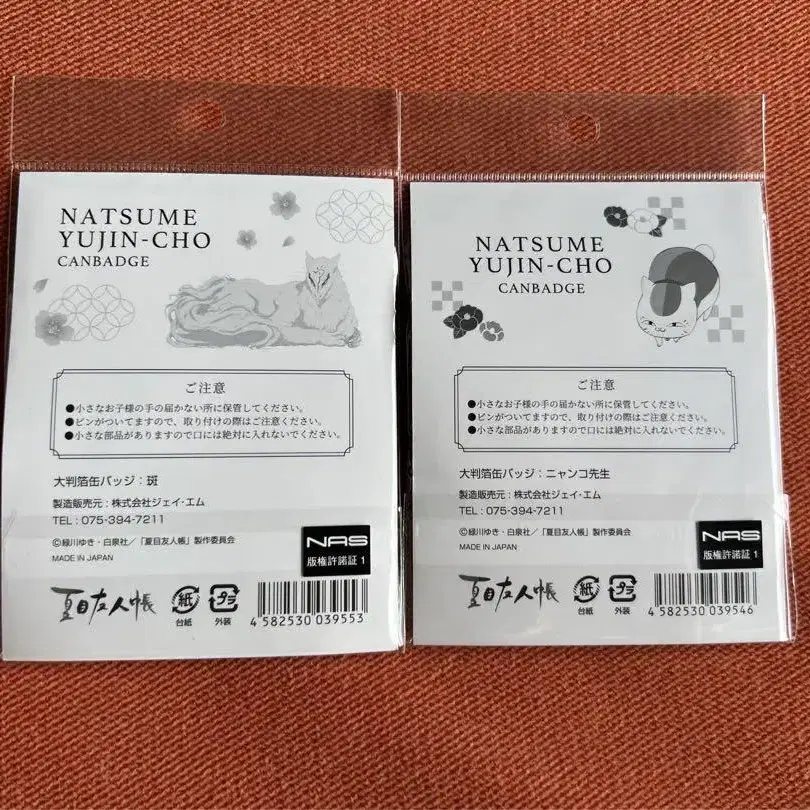 NATSUME
YUJIN-CHO
CANBADGE
ご注意
●小さなお子様の手の届かない所に保管してください。
●ピンがついてますので、取り付けの際はご注意ください。
●小さな部品がありますので口には絶対に入れないでください。
大判箔缶バッジ：斑
製造販売元：株式会社ジェイ・エム
TEL：075-394-7211
©緑川ゆき・白泉社／「夏目友人帳」製作委員会
MADE IN JAPAN
NAS
版権許諾証 1
夏目友人帳
紙
台紙
プラ
外装
4 582530 039553
NATSUME
YUJIN-CHO
CANBADGE
ご注意
●小さなお子様の手の届かない所に保管してください。
●ピンがついてますので、取り付けの際はご注意ください。
●小さな部品がありますので口には絶対に入れないでください。
大判箔缶バッジ：ニャンコ先生
製造販売元：株式会社ジェイ・エム
TEL：075-394-7211
©緑川ゆき・白泉社／「夏目友人帳」製作委員会
MADE IN JAPAN
NAS
版権許諾証 1
夏目友人帳
紙
台紙
プラ
外装
4 582530 039546